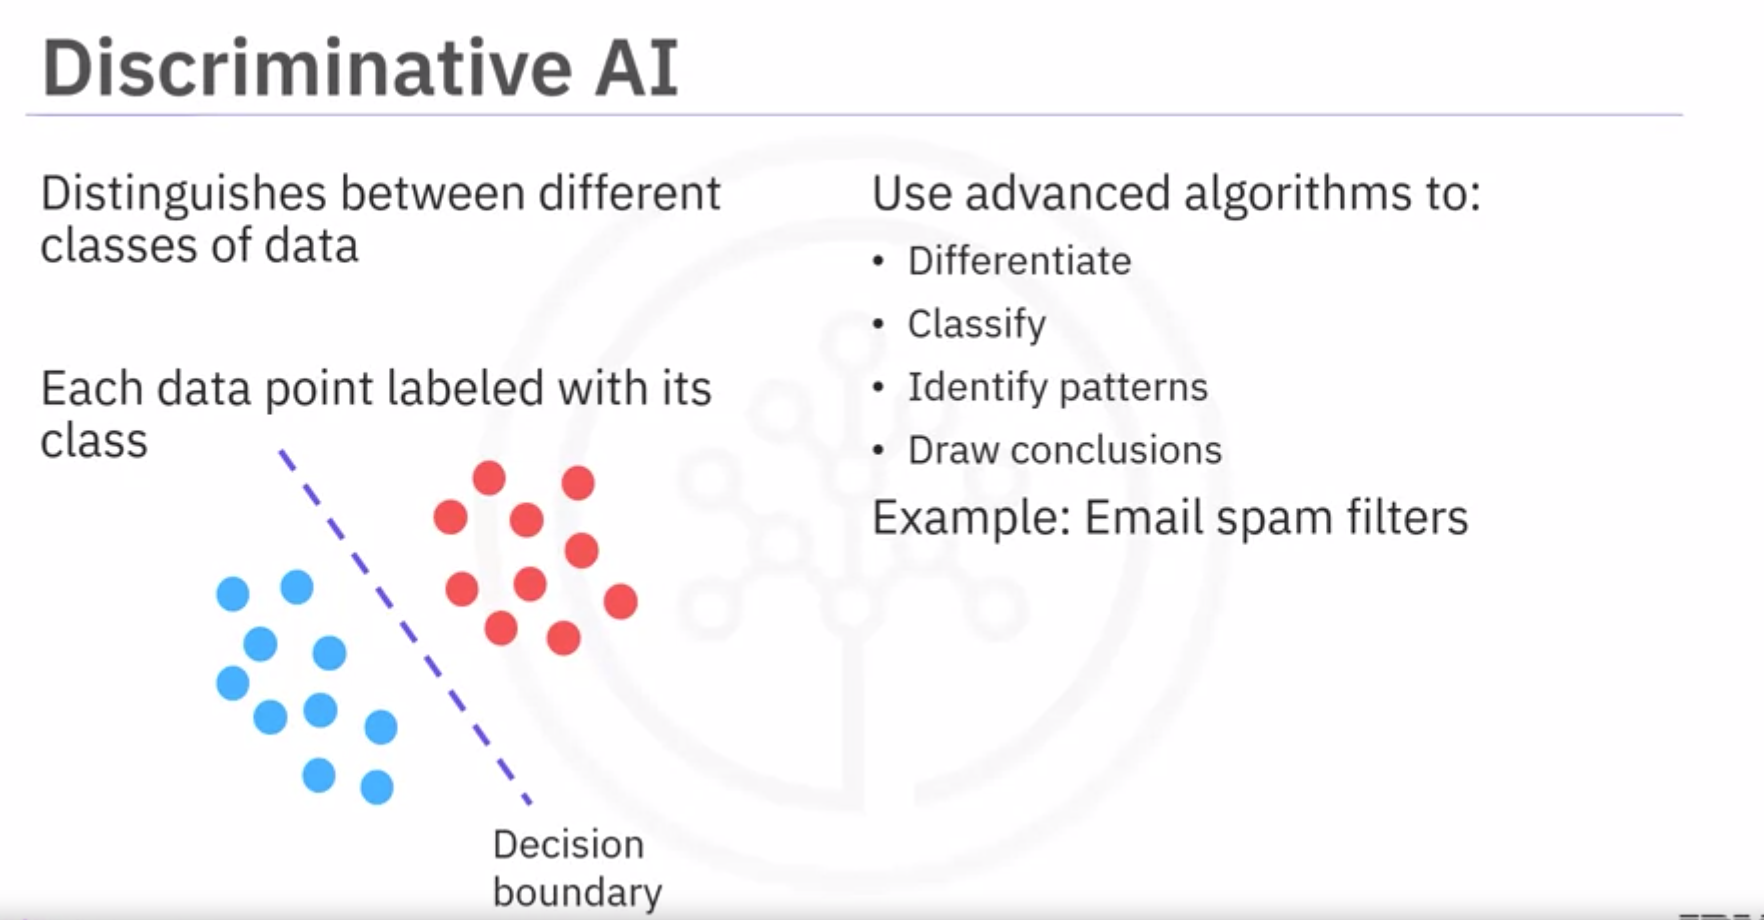 Discriminative AI
Distinguishes between different
classes of data
Each data point labeled with its
class
Decision
boundary
Use advanced algorithms to:
• Differentiate
• Classify
• Identify patterns
• Draw conclusions
Example: Email spam filters